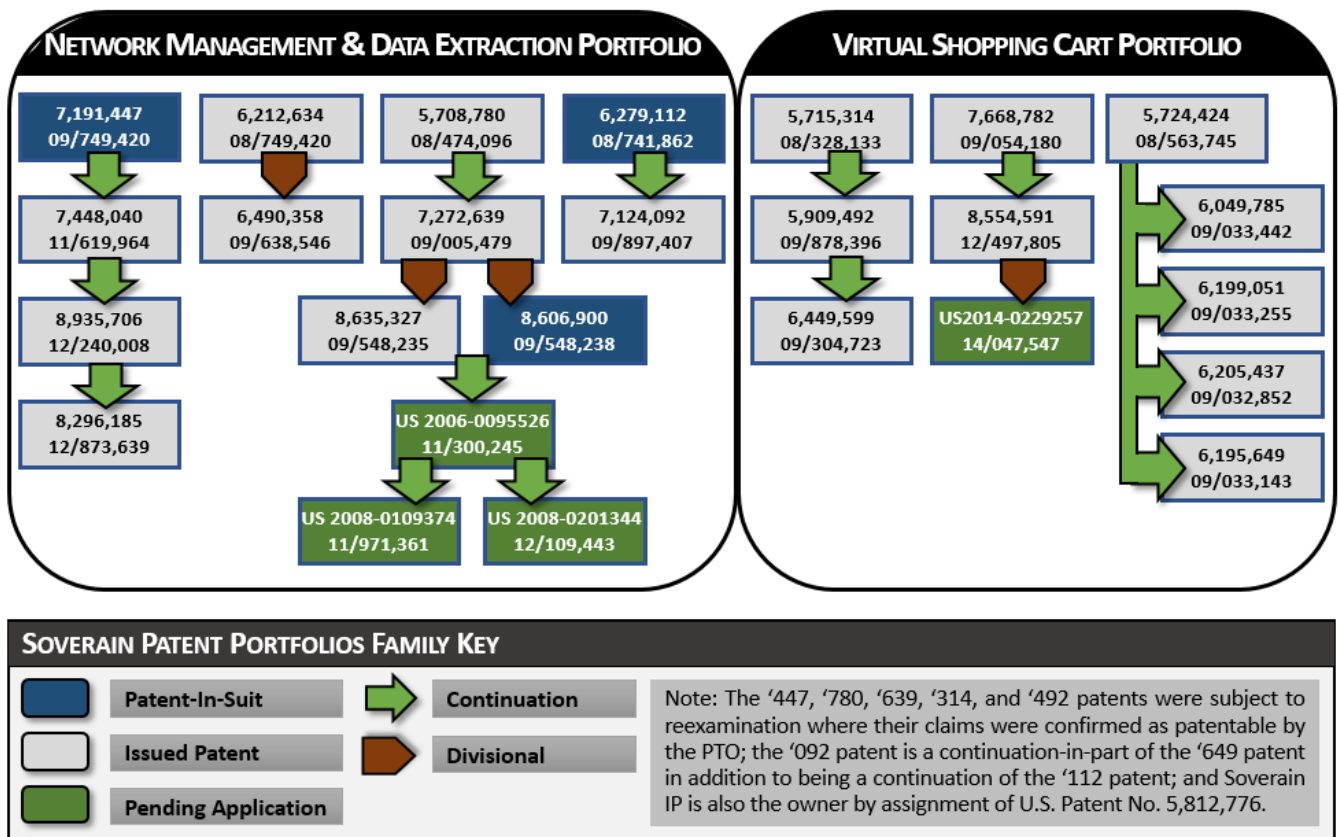 NETWORK MANAGEMENT & DATA EXTRACTION PORTFOLIO
7,191,447
09/749,420
6,212,634
08/749,420
5,708,780
08/474,096
6,279,112
08/741,862
7,448,040
11/619,964
6,490,358
09/638,546
7,272,639
09/005,479
7,124,092
09/897,407
8,935,706
12/240,008
8,635,327
09/548,235
8,606,900
09/548,238
8,296,185
12/873,639
US 2006-0095526
11/300,245
US 2008-0109374
11/971,361
US 2008-0201344
12/109,443
VIRTUAL SHOPPING CART PORTFOLIO
5,715,314
08/328,133
7,668,782
09/054,180
5,724,424
08/563,745
5,909,492
09/878,396
8,554,591
12/497,805
6,049,785
09/033,442
6,449,599
09/304,723
US2014-0229257
14/047,547
6,199,051
09/033,255
6,205,437
09/032,852
6,195,649
09/033,143
SOVERAIN PATENT PORTFOLIOS FAMILY KEY
Patent-In-Suit
Issued Patent
Pending Application
Continuation
Divisional
Note: The ‘447, ‘780, ‘639, ‘314, and ‘492 patents were subject to
reexamination where their claims were confirmed as patentable by
the PTO; the ‘092 patent is a continuation-in-part of the ‘649 patent
in addition to being a continuation of the ‘112 patent; and Soverain
IP is also the owner by assignment of U.S. Patent No. 5,812,776.